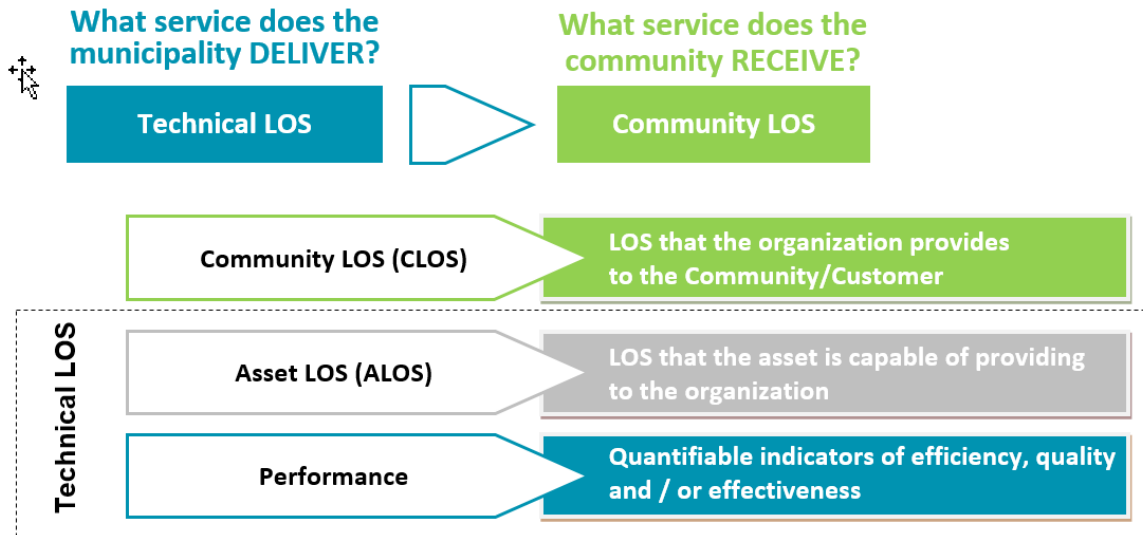 What service does the
municipality DELIVER?
What service does the
community RECEIVE?
Technical LOS
Community LOS
Community LOS (CLOS)
LOS that the organization provides
to the Community/Customer
Technical LOS
Asset LOS (ALOS)
LOS that the asset is capable of providing
to the organization
Performance
Quantifiable indicators of efficiency, quality
and / or effectiveness